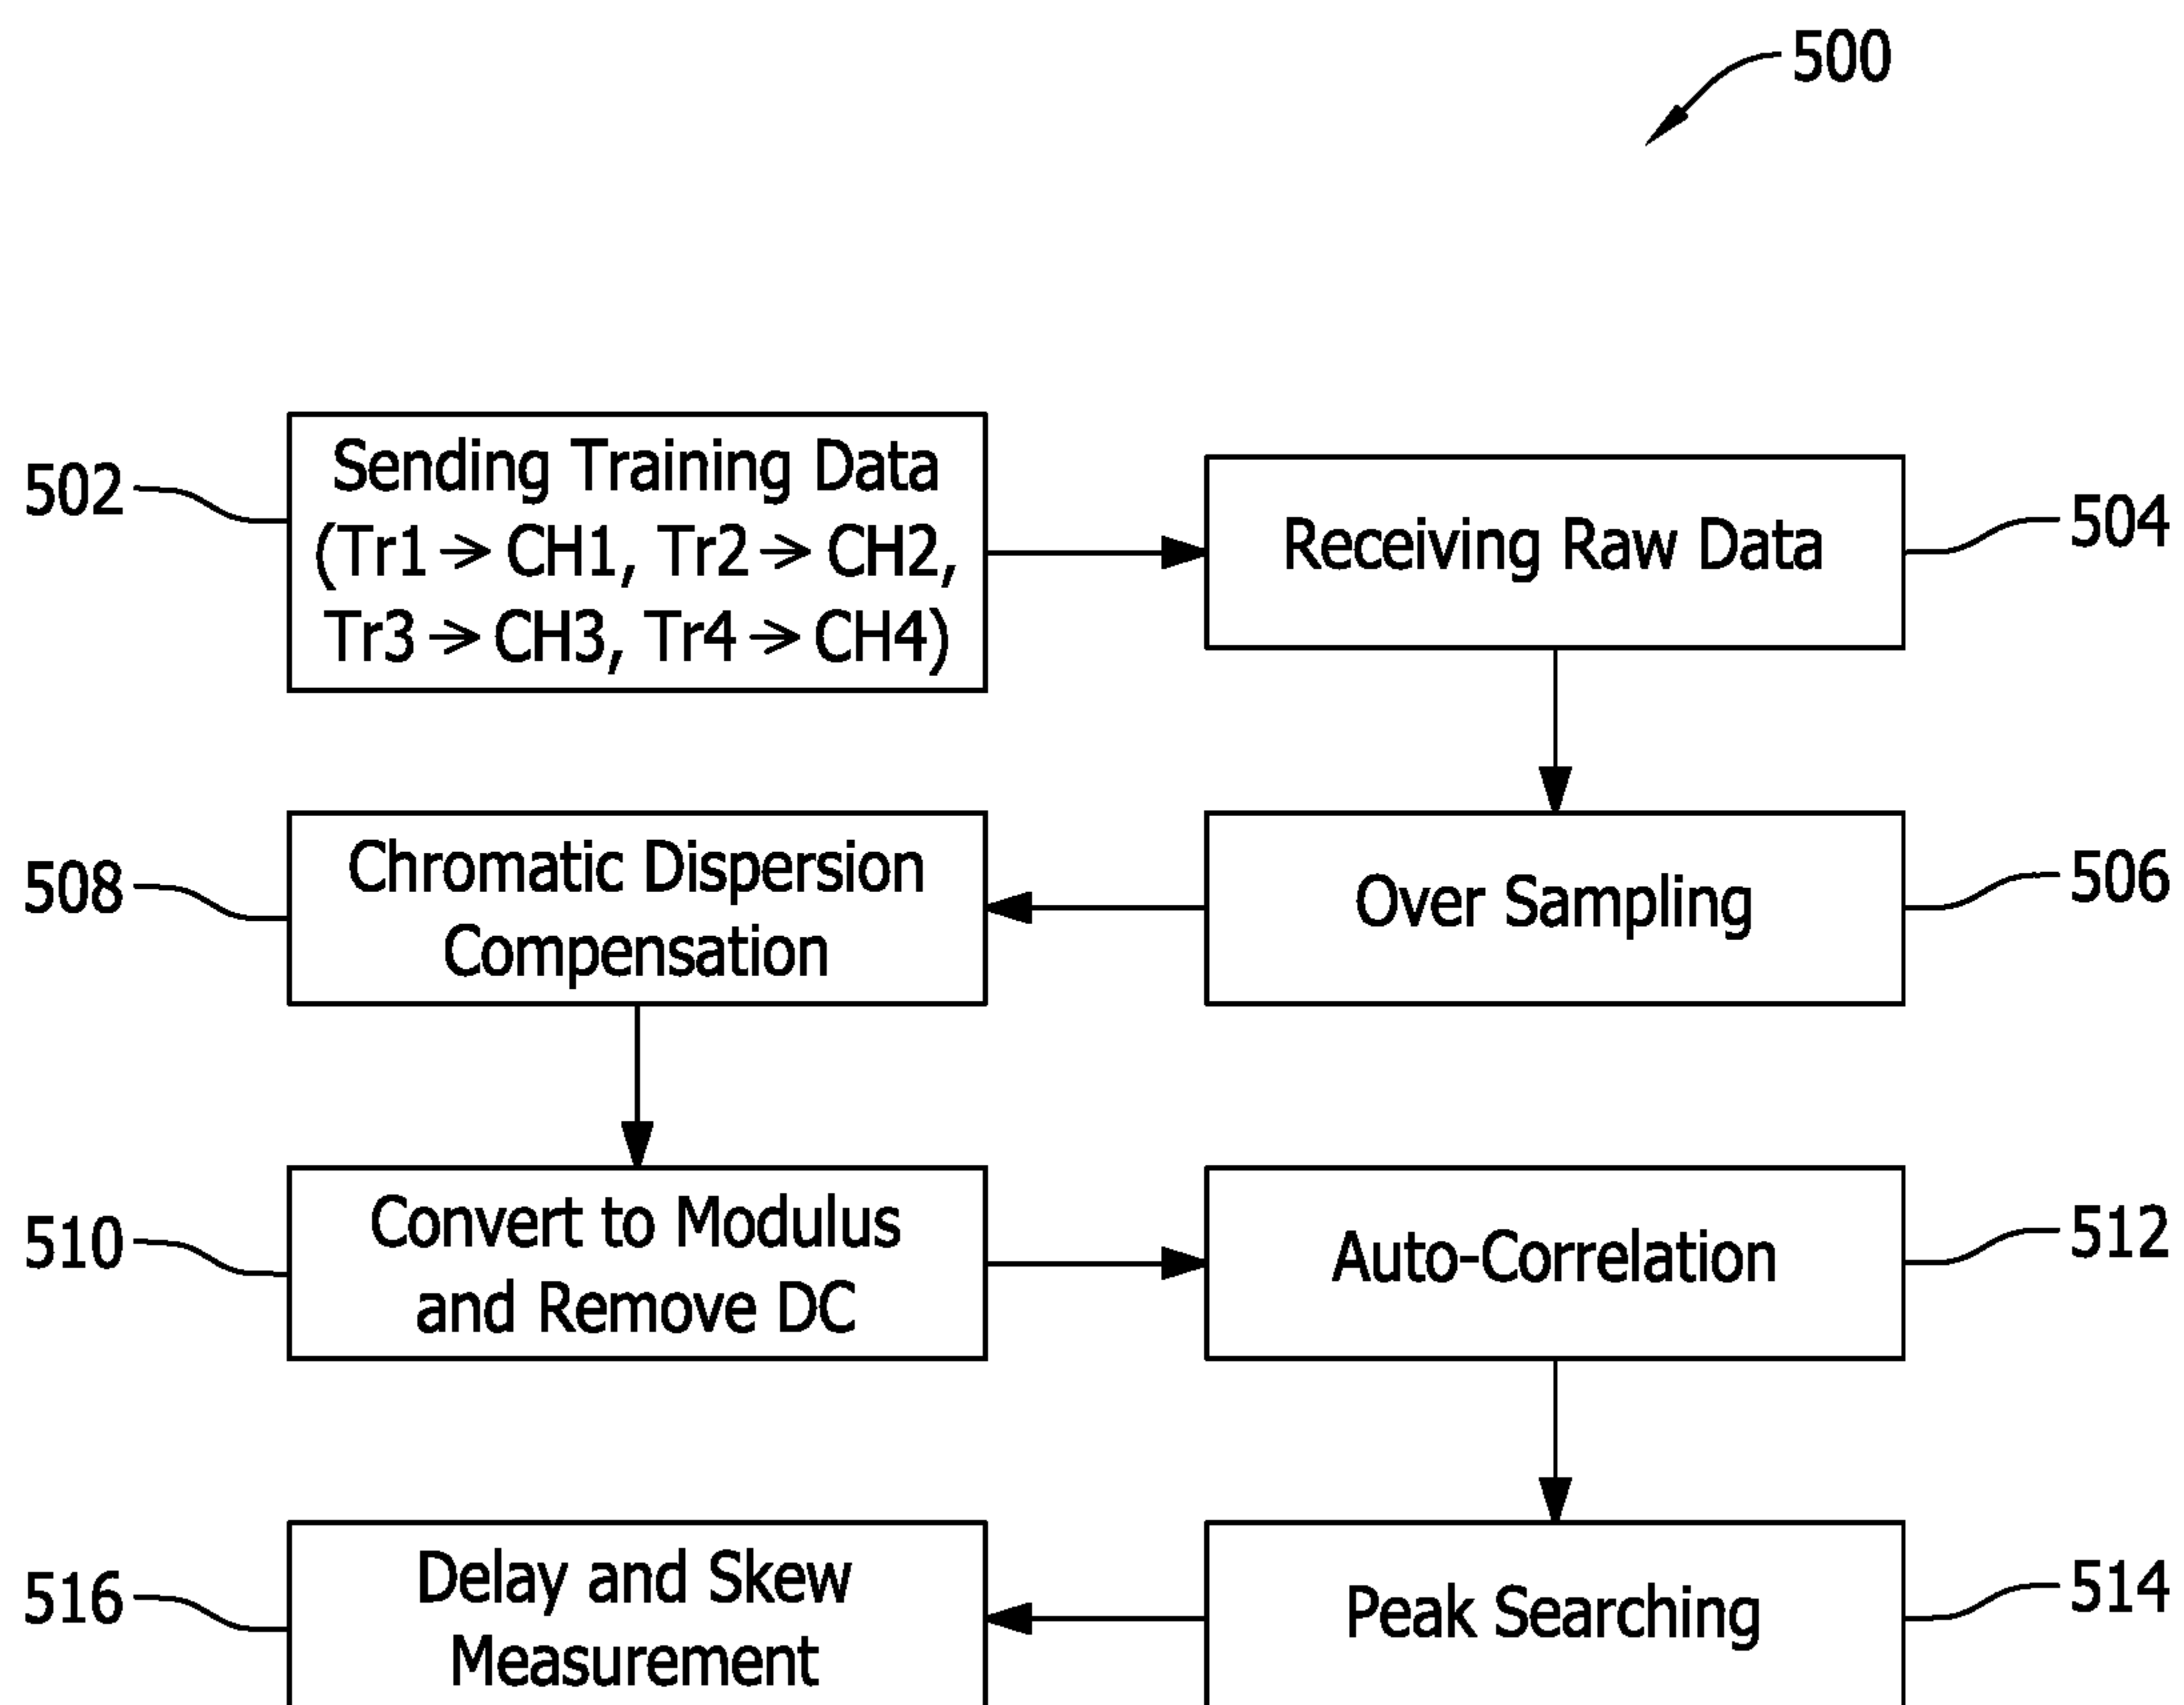 500
502
Sending Training Data
(Tr1 → CH1, Tr2 → CH2,
Tr3 → CH3, Tr4 → CH4)
Receiving Raw Data
504
508
Chromatic Dispersion
Compensation
Over Sampling
506
510
Convert to Modulus
and Remove DC
Auto-Correlation
512
516
Delay and Skew
Measurement
Peak Searching
514